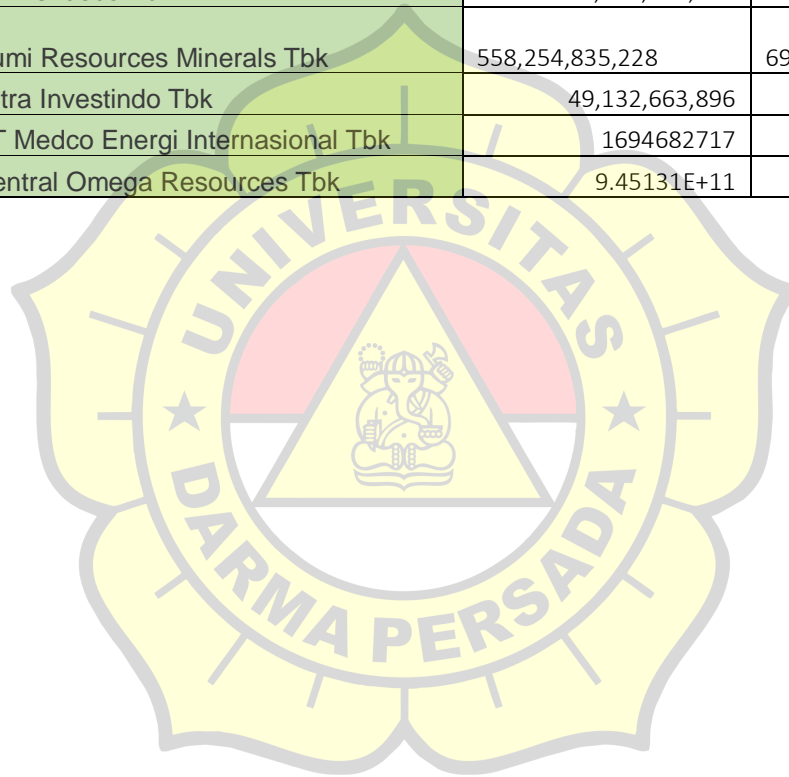 umi Resources Minerals Tbk 558,254,835,228 69
tra Investindo Tbk 49,132,663,896
T Medco Energi Internasional Tbk 1694682717
entral Omega Resources Tbk 9.45131E+11
UNIVERSITAS
DARMA PERSADA